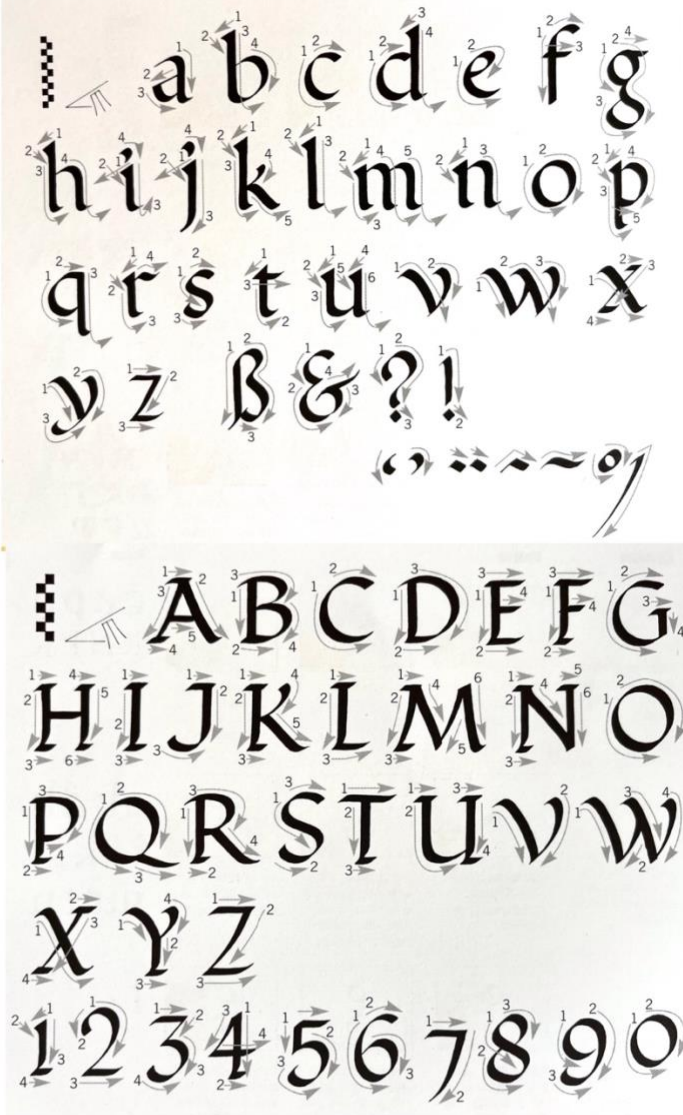 a b c d e f g
h i j k l m n o p
q r s t u v w x
y z ß & ? !
‘ ’ ¨ ^ ~ °
A B C D E F G
H I J K L M N O
P Q R S T U V W
X Y Z
1 2 3 4 5 6 7 8 9 0